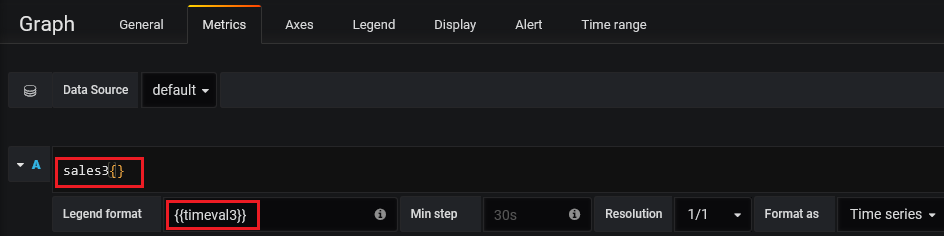 Graph General Metrics Axes Legend Display Alert Time range
Data Source default
A sales3{}
Legend format {{timeval3}} Min step 30s Resolution 1/1 Format as Time series